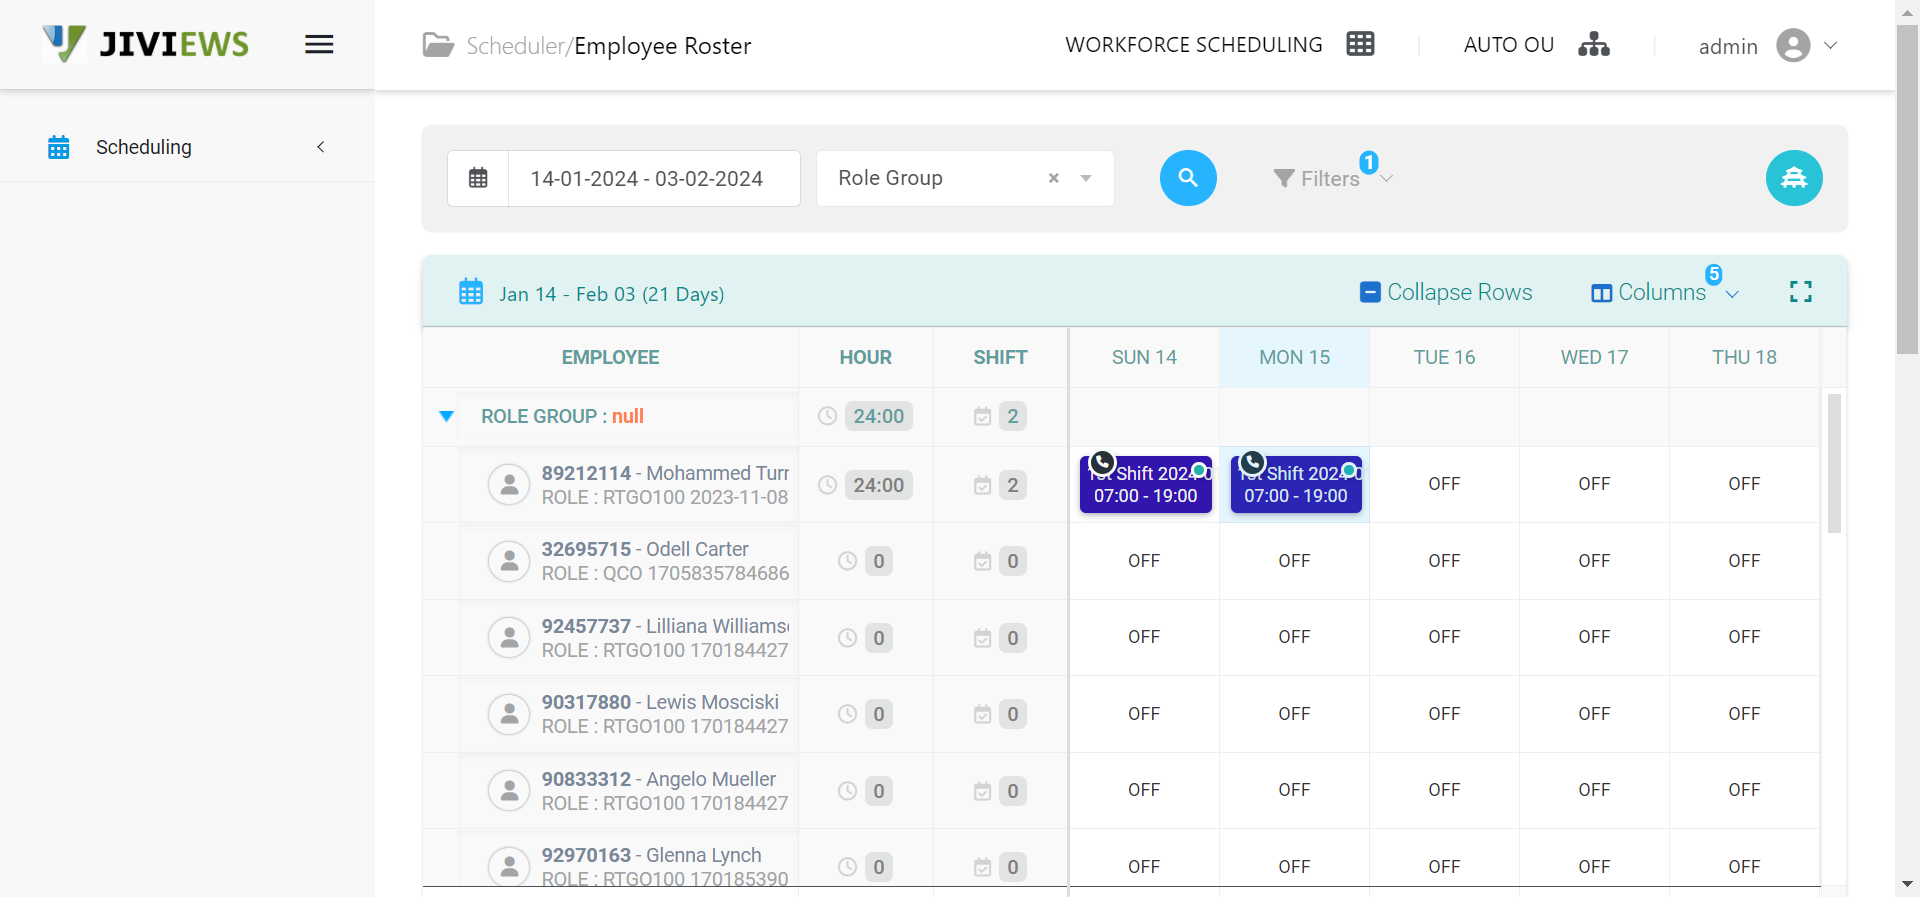 JIVIEWS
Scheduler/Employee Roster
WORKFORCE SCHEDULING
AUTO OU
admin
Scheduling
14-01-2024 - 03-02-2024
Role Group
Filters
1
Jan 14 - Feb 03 (21 Days)
Collapse Rows
Columns
5
EMPLOYEE HOUR SHIFT SUN 14 MON 15 TUE 16 WED 17 THU 18
ROLE GROUP : null 24:00 2
89212114 - Mohammed Turr
ROLE : RTGO100 2023-11-08
24:00 2
1st Shift 2024-0
07:00 - 19:00
1st Shift 2024-0
07:00 - 19:00
OFF OFF OFF
32695715 - Odell Carter
ROLE : QCO 1705835784686
0 0 OFF OFF OFF OFF OFF
92457737 - Lilliana Williams
ROLE : RTGO100 170184427
0 0 OFF OFF OFF OFF OFF
90317880 - Lewis Mosciski
ROLE : RTGO100 170184427
0 0 OFF OFF OFF OFF OFF
90833312 - Angelo Mueller
ROLE : RTGO100 170184427
0 0 OFF OFF OFF OFF OFF
92970163 - Glenna Lynch
ROLE : RTGO100 170185390
0 0 OFF OFF OFF OFF OFF